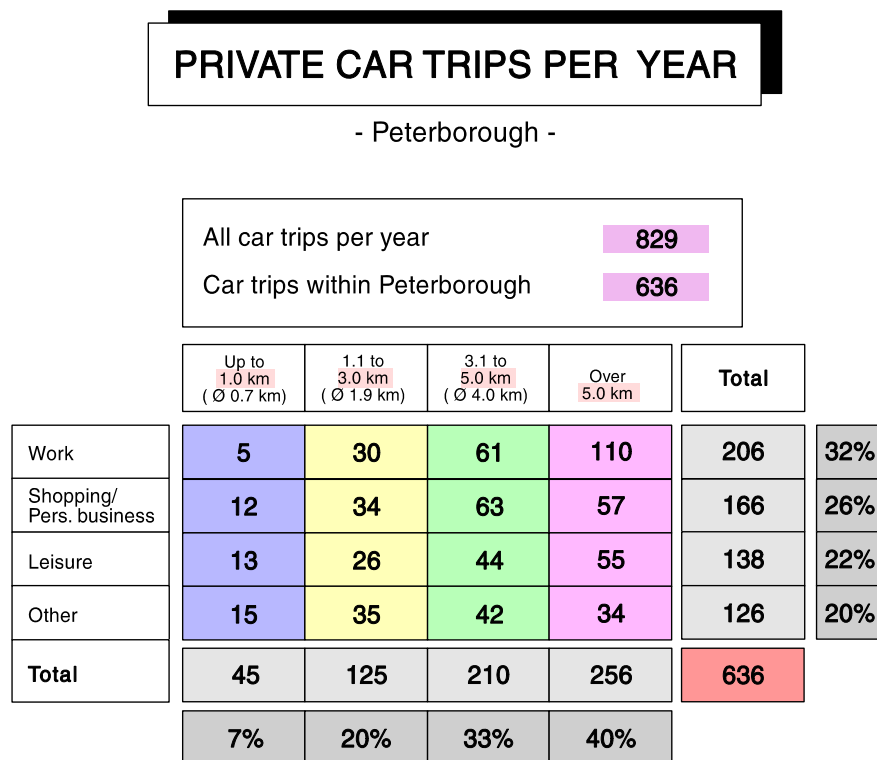 PRIVATE CAR TRIPS PER YEAR
- Peterborough -
All car trips per year 829
Car trips within Peterborough 636
Up to
1.0 km
( Ø 0.7 km)
1.1 to
3.0 km
( Ø 1.9 km)
3.1 to
5.0 km
( Ø 4.0 km)
Over
5.0 km
Total
Work 5 30 61 110 206 32%
Shopping/
Pers. business 12 34 63 57 166 26%
Leisure 13 26 44 55 138 22%
Other 15 35 42 34 126 20%
Total 45 125 210 256 636
7% 20% 33% 40%